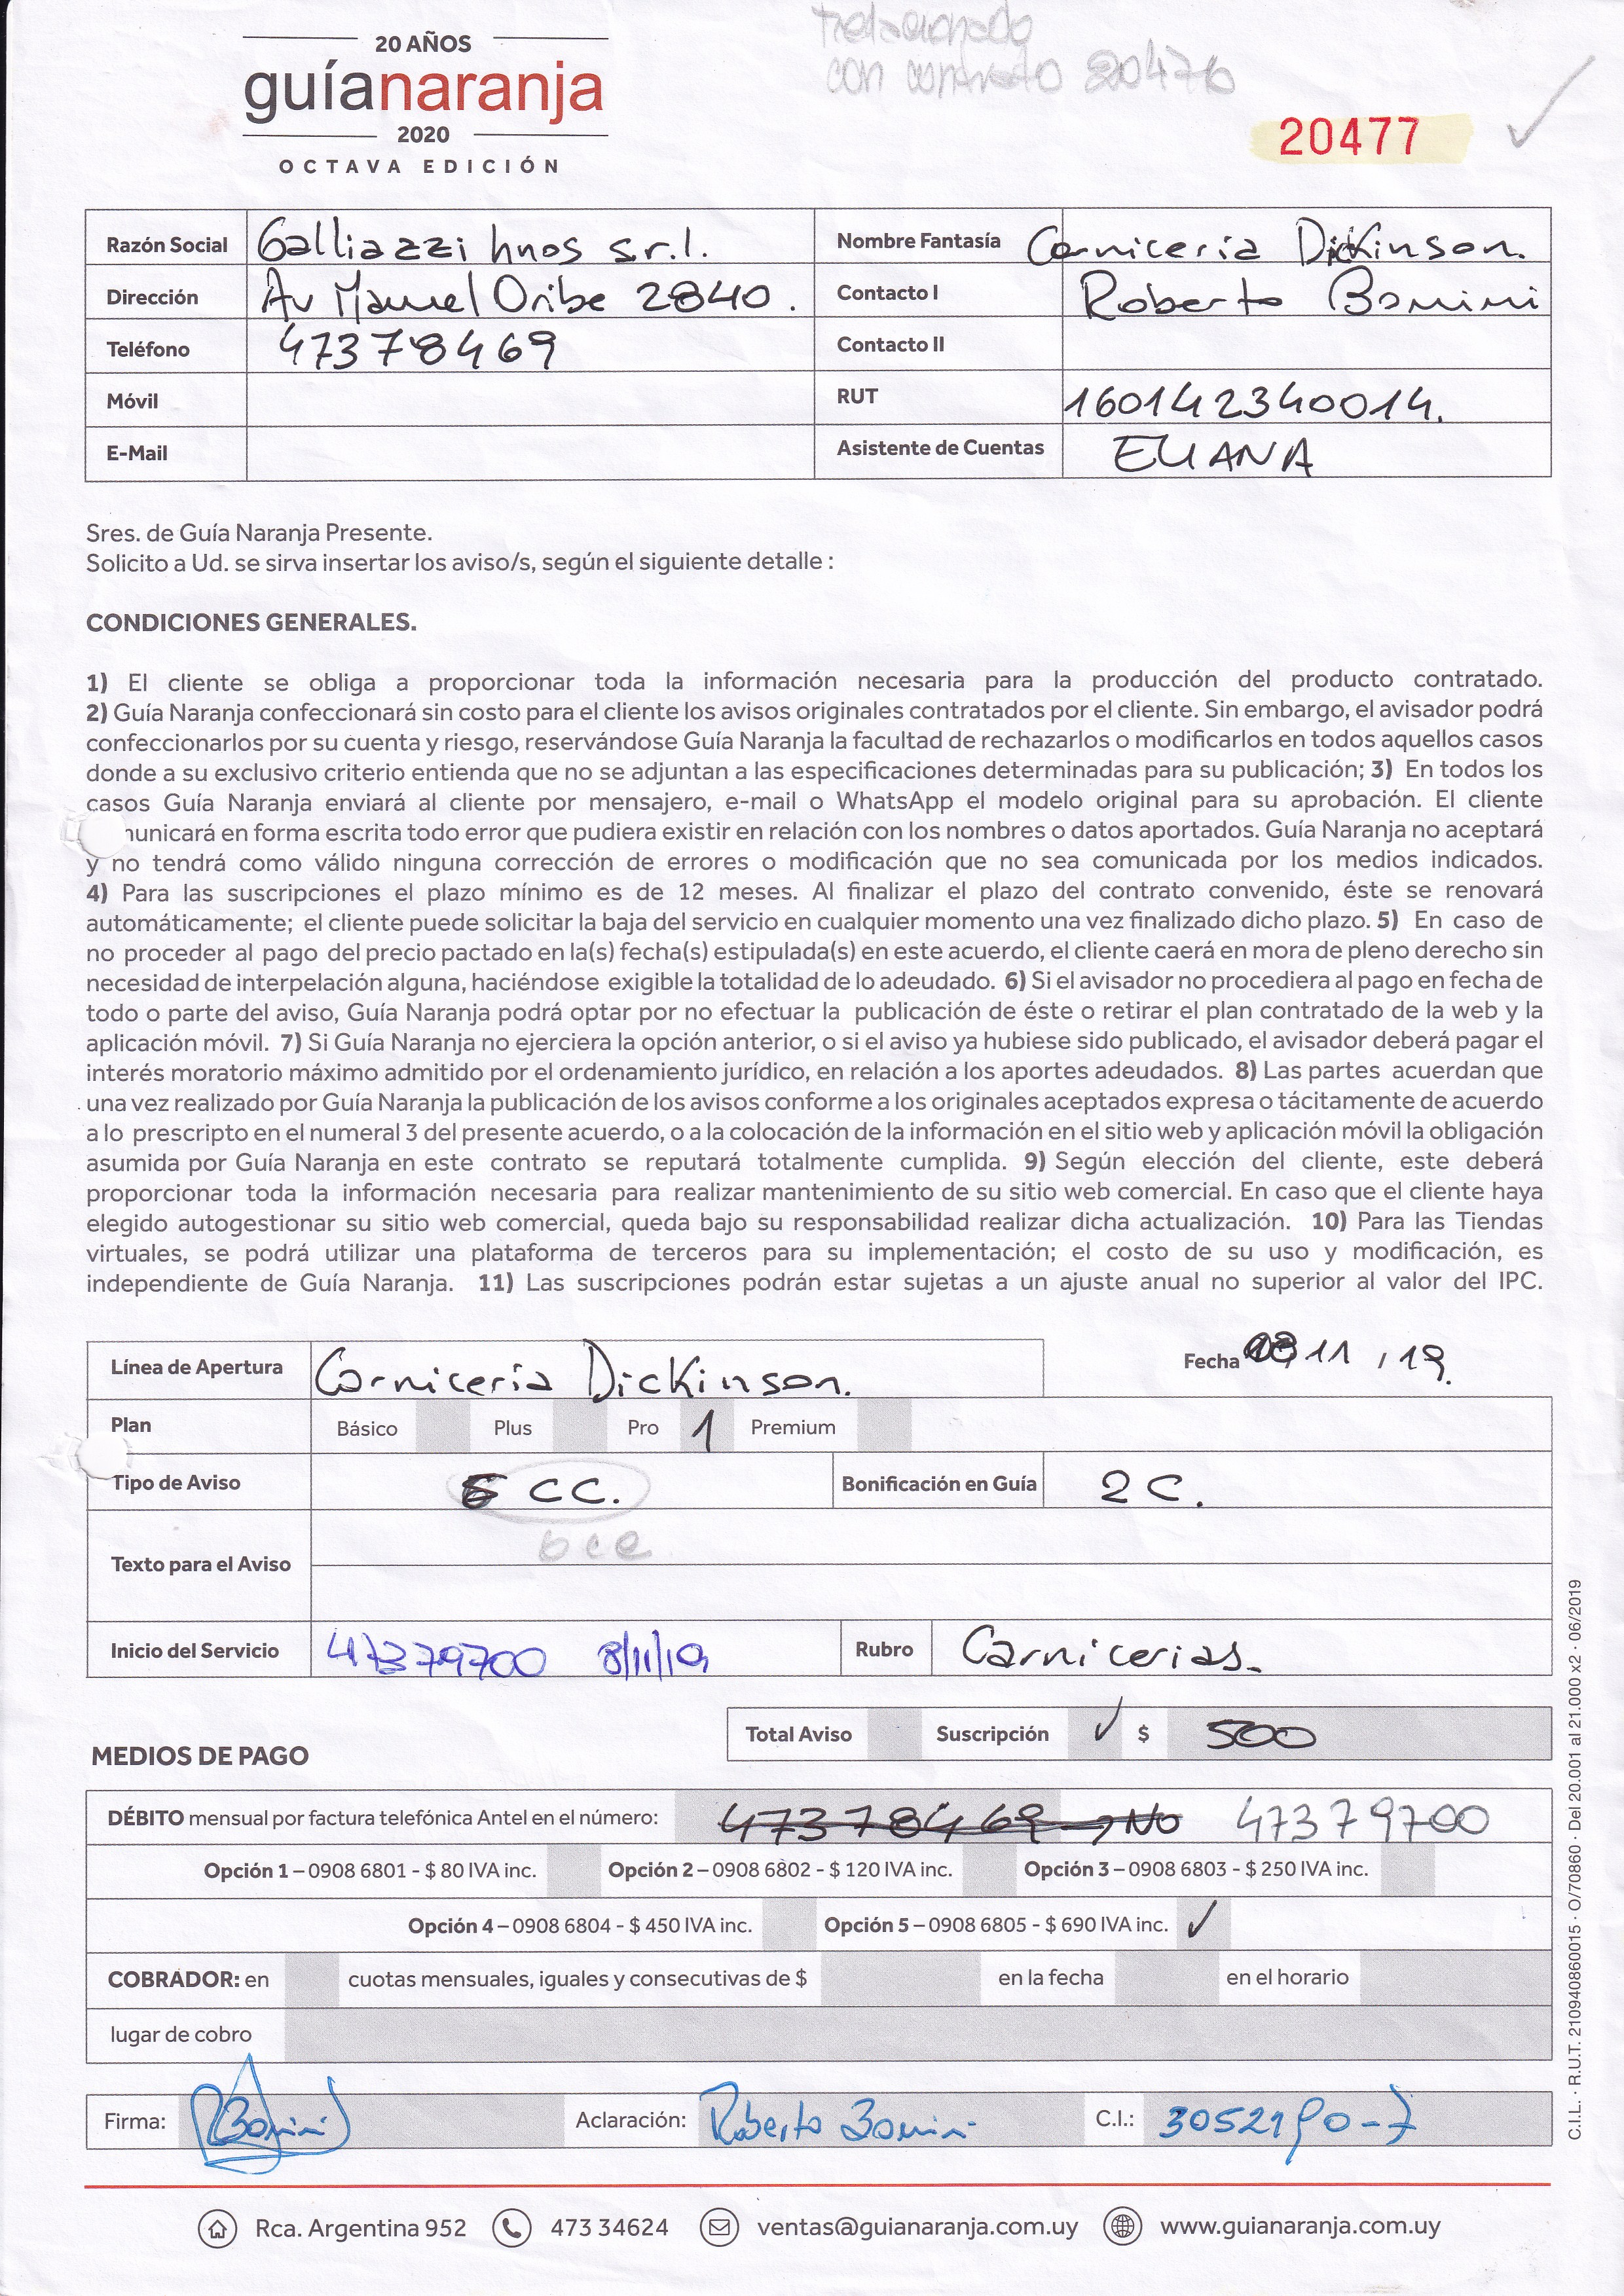 trelacionado
con contrato 20476
20 AÑOS
guíanaranja
2020
OCTAVA EDICIÓN
20477
Razón Social Galliazzi hnos s.r.l. Nombre Fantasía Carniceria Dickinson.
Dirección Av Manuel Oribe 2840. Contacto I Roberto Bonini
Teléfono 47378469 Contacto II
Móvil RUT 160142340014.
E-Mail Asistente de Cuentas ELIANA
Sres. de Guía Naranja Presente.
Solicito a Ud. se sirva insertar los aviso/s, según el siguiente detalle :
CONDICIONES GENERALES.
1) El cliente se obliga a proporcionar toda la información necesaria para la producción del producto contratado.
2) Guía Naranja confeccionará sin costo para el cliente los avisos originales contratados por el cliente. Sin embargo, el avisador podrá
confeccionarlos por su cuenta y riesgo, reservándose Guía Naranja la facultad de rechazarlos o modificarlos en todos aquellos casos
donde a su exclusivo criterio entienda que no se adjuntan a las especificaciones determinadas para su publicación; 3) En todos los
casos Guía Naranja enviará al cliente por mensajero, e-mail o WhatsApp el modelo original para su aprobación. El cliente
municará en forma escrita todo error que pudiera existir en relación con los nombres o datos aportados. Guía Naranja no aceptará
y no tendrá como válido ninguna corrección de errores o modificación que no sea comunicada por los medios indicados.
4) Para las suscripciones el plazo mínimo es de 12 meses. Al finalizar el plazo del contrato convenido, éste se renovará
automáticamente; el cliente puede solicitar la baja del servicio en cualquier momento una vez finalizado dicho plazo. 5) En caso de
no proceder al pago del precio pactado en la(s) fecha(s) estipulada(s) en este acuerdo, el cliente caerá en mora de pleno derecho sin
necesidad de interpelación alguna, haciéndose exigible la totalidad de lo adeudado. 6) Si el avisador no procediera al pago en fecha de
todo o parte del aviso, Guía Naranja podrá optar por no efectuar la publicación de éste o retirar el plan contratado de la web y la
aplicación móvil. 7) Si Guía Naranja no ejerciera la opción anterior, o si el aviso ya hubiese sido publicado, el avisador deberá pagar el
interés moratorio máximo admitido por el ordenamiento jurídico, en relación a los aportes adeudados. 8) Las partes acuerdan que
una vez realizado por Guía Naranja la publicación de los avisos conforme a los originales aceptados expresa o tácitamente de acuerdo
a lo prescripto en el numeral 3 del presente acuerdo, o a la colocación de la información en el sitio web y aplicación móvil la obligación
asumida por Guía Naranja en este contrato se reputará totalmente cumplida. 9) Según elección del cliente, este deberá
proporcionar toda la información necesaria para realizar mantenimiento de su sitio web comercial. En caso que el cliente haya
elegido autogestionar su sitio web comercial, queda bajo su responsabilidad realizar dicha actualización. 10) Para las Tiendas
virtuales, se podrá utilizar una plataforma de terceros para su implementación; el costo de su uso y modificación, es
independiente de Guía Naranja. 11) Las suscripciones podrán estar sujetas a un ajuste anual no superior al valor del IPC.
Línea de Apertura Carniceria Dickinson. Fecha 08/11/19.
Plan Básico Plus Pro 1 Premium
Tipo de Aviso 6 CC. Bonificación en Guía 2 C.
Texto para el Aviso 6cc
Inicio del Servicio 47379700 8/11/19 Rubro Carnicerias.
Total Aviso Suscripción ✓ $ 500
MEDIOS DE PAGO
DÉBITO mensual por factura telefónica Antel en el número: 47378469 → No 47379700
Opción 1 – 0908 6801 - $ 80 IVA inc. Opción 2 – 0908 6802 - $ 120 IVA inc. Opción 3 – 0908 6803 - $ 250 IVA inc.
Opción 4 – 0908 6804 - $ 450 IVA inc. Opción 5 – 0908 6805 - $ 690 IVA inc. ✓
COBRADOR: en cuotas mensuales, iguales y consecutivas de $ en la fecha en el horario
lugar de cobro
Firma: RBonini Aclaración: Roberto Bonini C.I.: 3052190-7
Rca. Argentina 952 473 34624 ventas@guianaranja.com.uy www.guianaranja.com.uy
C.I.L. · R.U.T. 210940860015 · O/70860 · Del 20.001 al 21.000 x2 · 06/2019